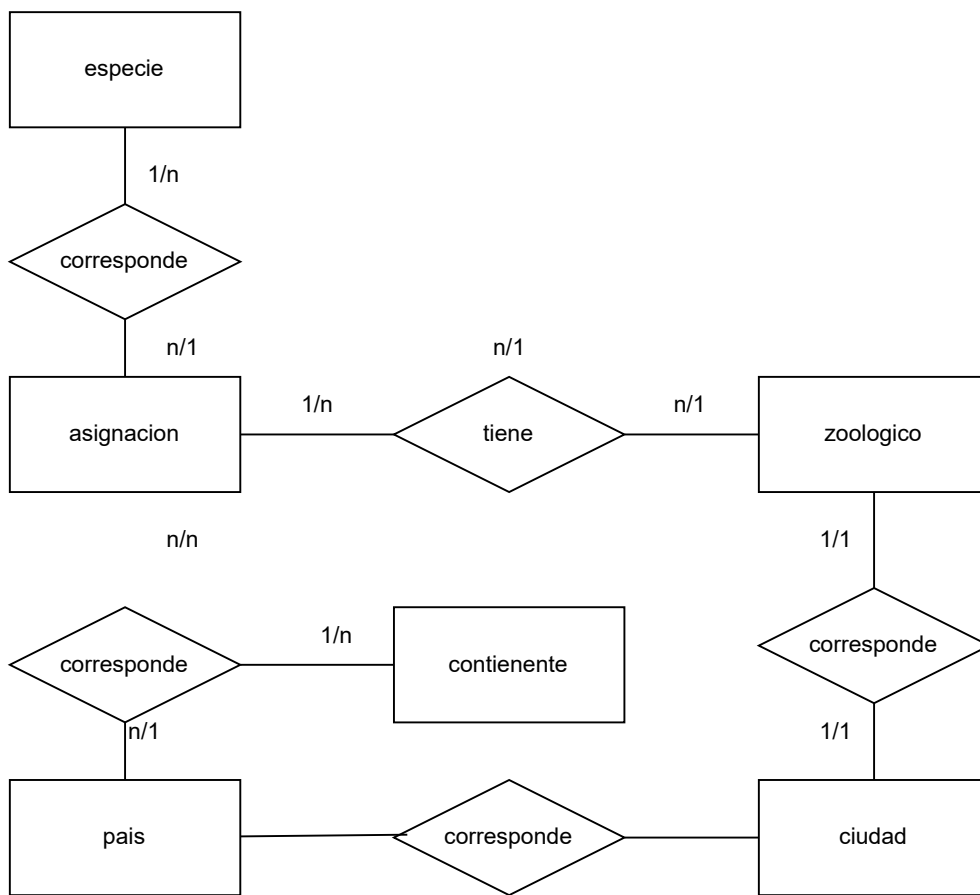 especie
1/n
corresponde
n/1
n/1
asignacion
1/n
tiene
n/1
zoologico
n/n
1/1
corresponde
1/n
contienente
corresponde
n/1
1/1
pais
corresponde
ciudad